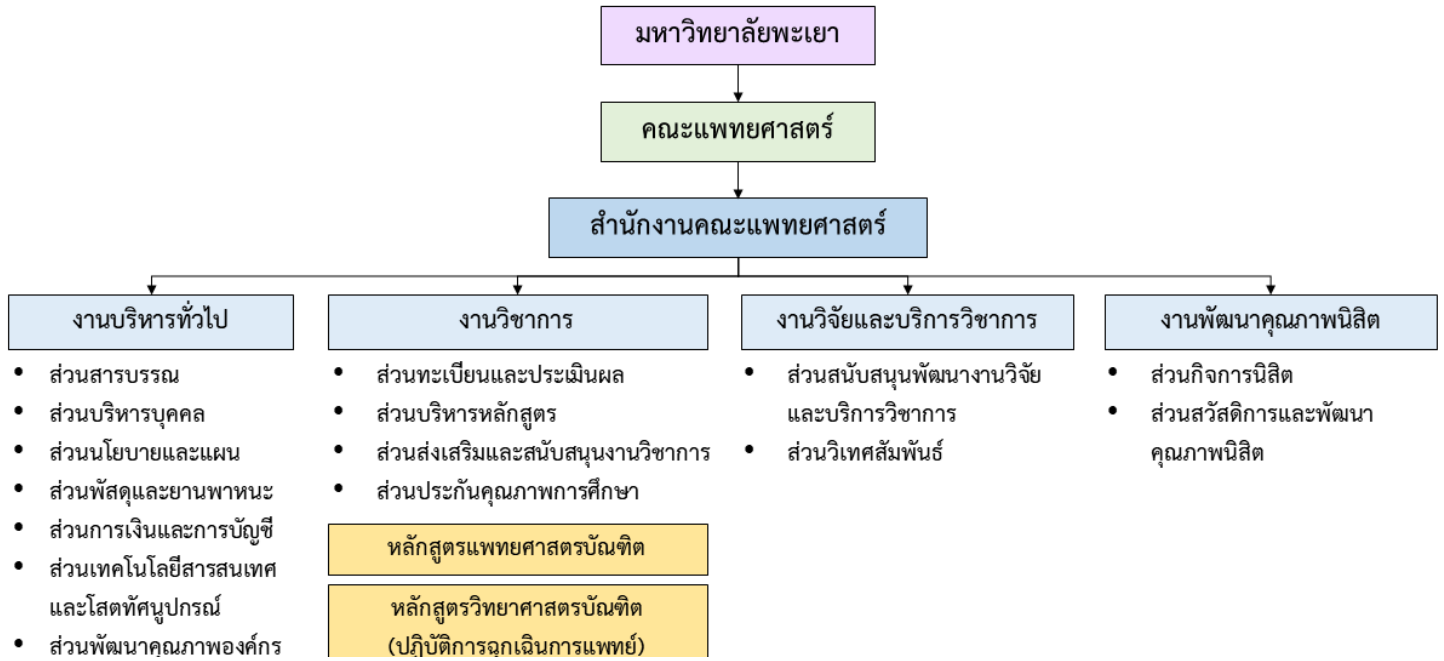 มหาวิทยาลัยพะเยา
คณะแพทยศาสตร์
สำนักงานคณะแพทยศาสตร์
งานบริหารทั่วไป
• ส่วนสารบรรณ
• ส่วนบริหารบุคคล
• ส่วนนโยบายและแผน
• ส่วนพัสดุและยานพาหนะ
• ส่วนการเงินและการบัญชี
• ส่วนเทคโนโลยีสารสนเทศ
และโสตทัศนูปกรณ์
• ส่วนพัฒนาคุณภาพองค์กร
งานวิชาการ
• ส่วนทะเบียนและประเมินผล
• ส่วนบริหารหลักสูตร
• ส่วนส่งเสริมและสนับสนุนงานวิชาการ
• ส่วนประกันคุณภาพการศึกษา
หลักสูตรแพทยศาสตรบัณฑิต
หลักสูตรวิทยาศาสตรบัณฑิต
(ปฏิบัติการฉุกเฉินการแพทย์)
งานวิจัยและบริการวิชาการ
• ส่วนสนับสนุนพัฒนางานวิจัย
และบริการวิชาการ
• ส่วนวิเทศสัมพันธ์
งานพัฒนาคุณภาพนิสิต
• ส่วนกิจการนิสิต
• ส่วนสวัสดิการและพัฒนา
คุณภาพนิสิต